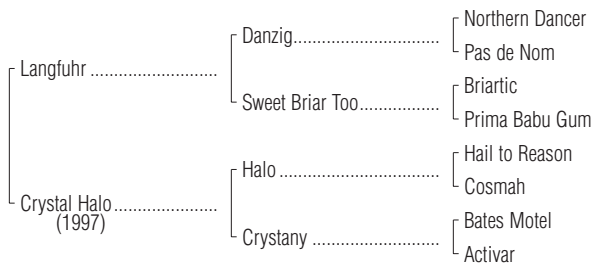 Northern Dancer
Danzig
Pas de Nom
Langfuhr
Briartic
Sweet Briar Too
Prima Babu Gum
Hail to Reason
Halo
Cosmah
Crystal Halo
(1997)
Bates Motel
Crystany
Activar